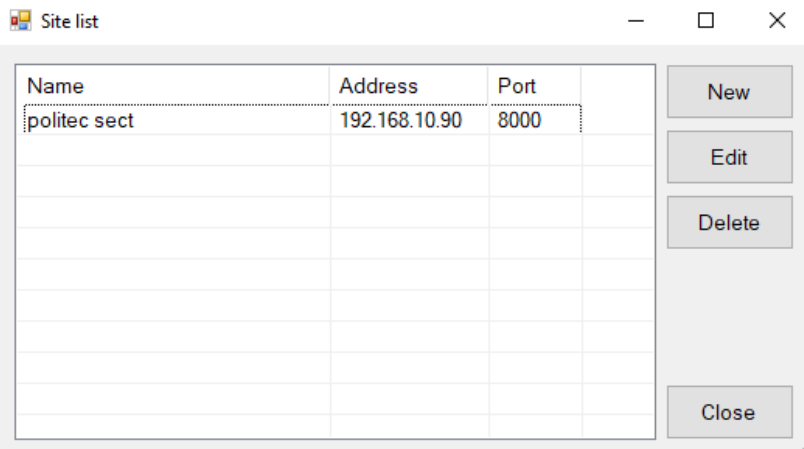 Site list
Name Address Port
politec sect 192.168.10.90 8000
New
Edit
Delete
Close